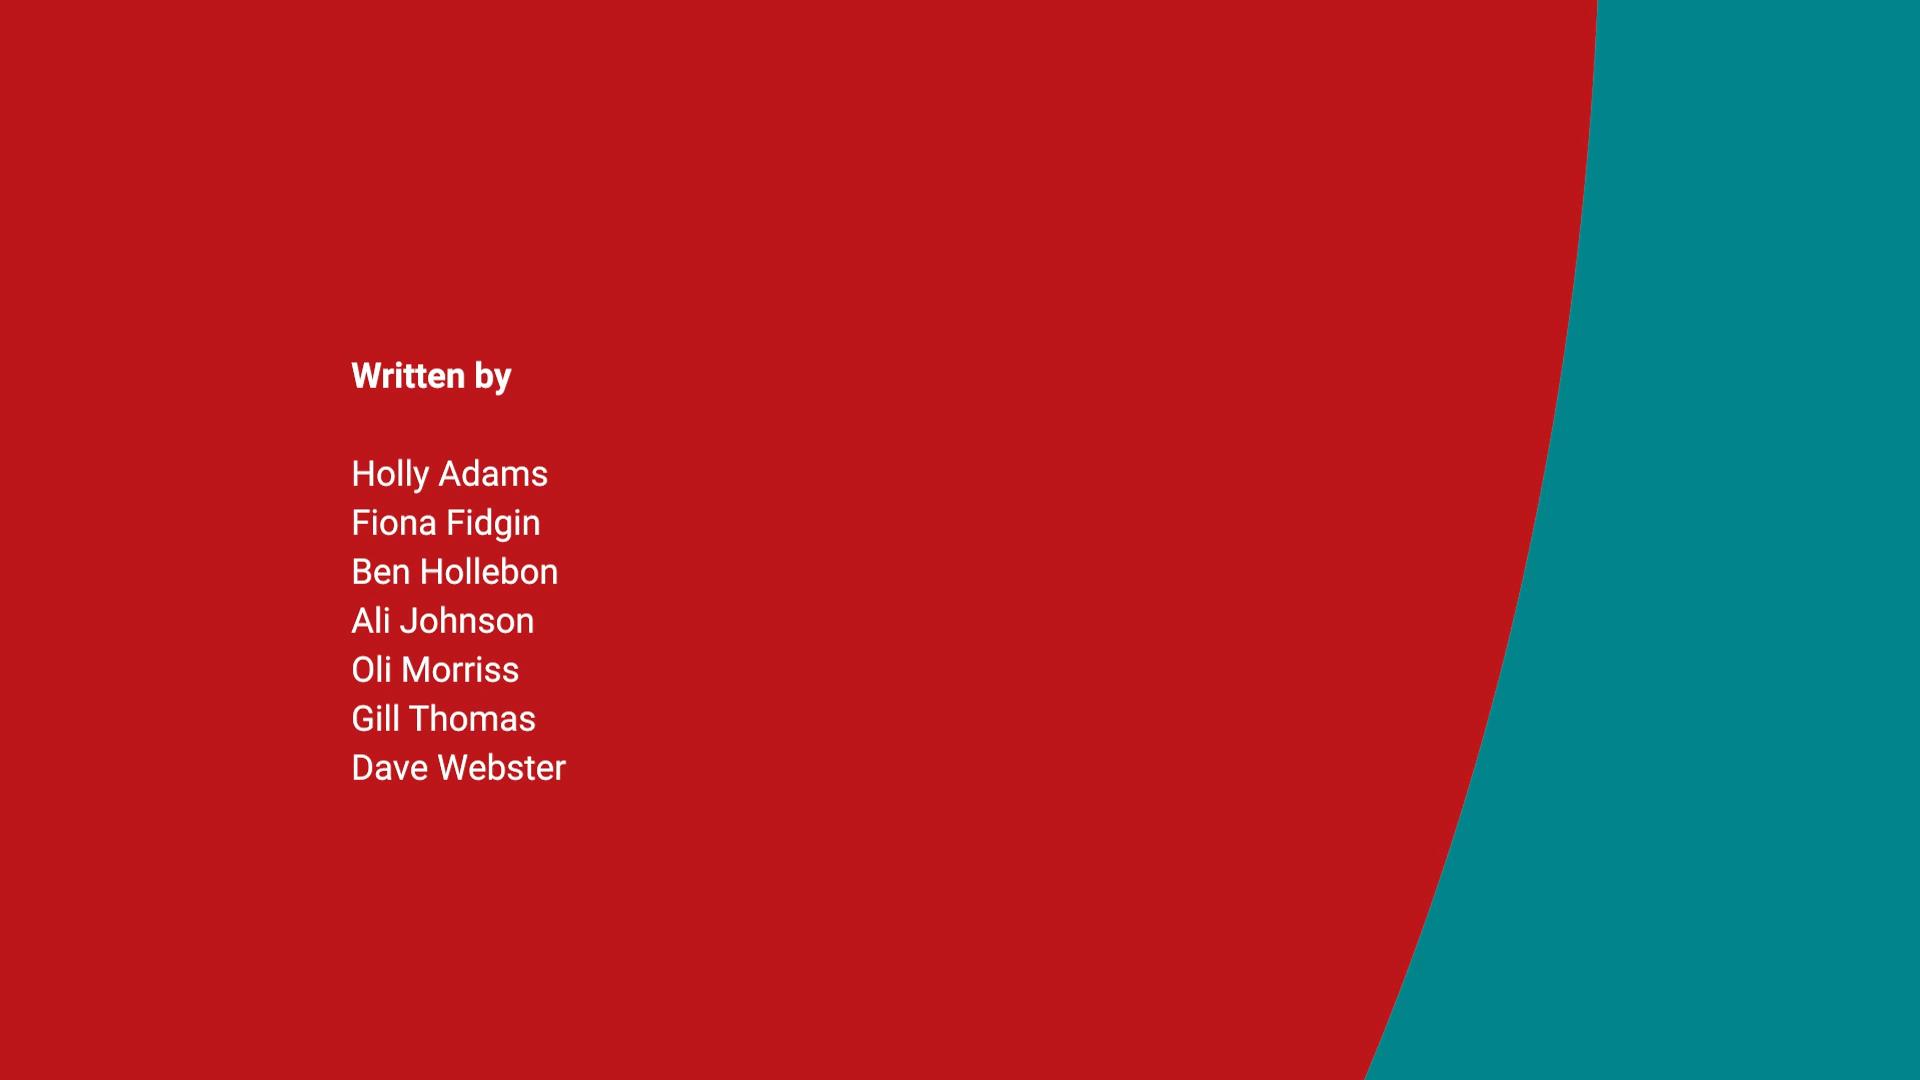 Written by
Holly Adams
Fiona Fidgin
Ben Hollebon
Ali Johnson
Oli Morriss
Gill Thomas
Dave Webster